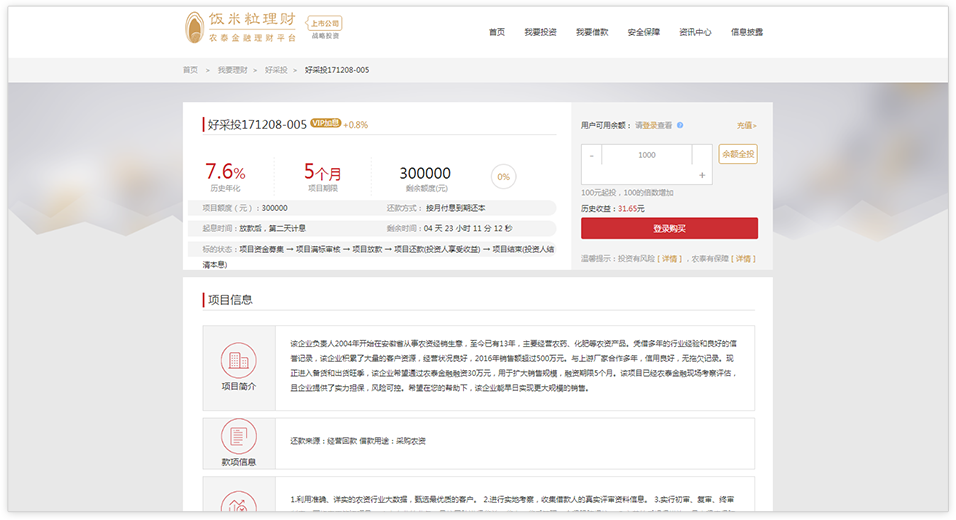 饭米粒理财
农泰金融理财平台
上市公司
战略投资
首页 我要投资 我要借款 安全保障 资讯中心 信息披露
首页 > 我要理财 > 好采投 > 好采投171208-005
好采投171208-005 VIP加息 +0.8%
7.6%
历史年化
5个月
项目期限
300000
剩余额度(元)
0%
项目额度（元）：300000 还款方式： 按月付息到期还本
起息时间：放款后，第二天计息 剩余时间：04 天 23 小时 11 分 12 秒
标的状态：项目资金募集 → 项目满标审核 → 项目放款 → 项目还款(投资人享受收益) → 项目结束(投资人结
清本息)
用户可用余额： 请登录查看 ? 充值»
- 1000 +
余额全投
100元起投，100的倍数增加
历史收益：31.65元
登录购买
温馨提示：投资有风险 [ 详情 ] ，农泰有保障 [ 详情 ]
项目信息
项目简介
该企业负责人2004年开始在安徽省从事农资经销生意，至今已有13年，主要经营农药、化肥等农资产品。凭借多年的行业经验和良好的信
誉记录，该企业积累了大量的客户资源，经营状况良好，2016年销售额超过500万元。与上游厂家合作多年，信用良好，无拖欠记录。现
正进入备货和出货旺季，该企业希望通过农泰金融融资30万元，用于扩大销售规模，融资期限5个月。该项目已经农泰金融现场考察评估，
且企业提供了实力担保，风险可控。希望在您的帮助下，该企业能早日实现更大规模的销售。
款项信息
还款来源：经营回款 借款用途：采购农资
1.利用准确、详实的农资行业大数据，甄选最优质的客户。 2.进行实地考察，收集借款人的真实评审资料信息。 3.实行初审、复审、终审